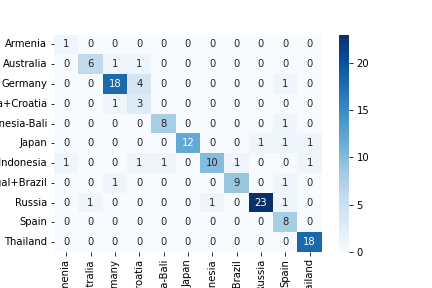 Armenia 1 0 0 0 0 0 0 0 0 0 0
Australia 0 6 1 1 0 0 0 0 0 0 0
Germany 0 0 18 4 0 0 0 0 0 1 0
a+Croatia 0 0 1 3 0 0 0 0 0 0 0
nesia-Bali 0 0 0 0 8 0 0 0 0 1 0
Japan 0 0 0 0 0 12 0 0 1 1 1
Indonesia 1 0 0 1 1 0 10 1 0 0 1
gal+Brazil 0 0 1 0 0 0 0 9 0 1 0
Russia 0 1 0 0 0 0 1 0 23 1 0
Spain 0 0 0 0 0 0 0 0 0 8 0
Thailand 0 0 0 0 0 0 0 0 0 0 18
menia
tralia
many
roatia
a-Bali
Japan
nesia
Brazil
Russia
Spain
ailand
20
15
10
5
0